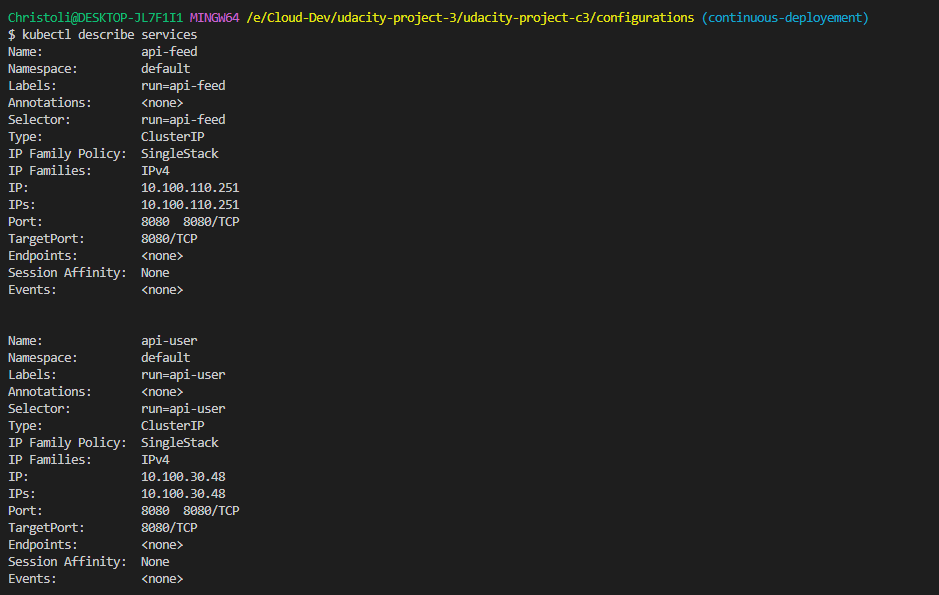 Christoli@DESKTOP-JL7F1I1 MINGW64 /e/Cloud-Dev/udacity-project-3/udacity-project-c3/configurations (continuous-deployement)
$ kubectl describe services
Name:              api-feed
Namespace:         default
Labels:            run=api-feed
Annotations:       <none>
Selector:          run=api-feed
Type:              ClusterIP
IP Family Policy:  SingleStack
IP Families:       IPv4
IP:                10.100.110.251
IPs:               10.100.110.251
Port:              8080  8080/TCP
TargetPort:        8080/TCP
Endpoints:         <none>
Session Affinity:  None
Events:            <none>
Name:              api-user
Namespace:         default
Labels:            run=api-user
Annotations:       <none>
Selector:          run=api-user
Type:              ClusterIP
IP Family Policy:  SingleStack
IP Families:       IPv4
IP:                10.100.30.48
IPs:               10.100.30.48
Port:              8080  8080/TCP
TargetPort:        8080/TCP
Endpoints:         <none>
Session Affinity:  None
Events:            <none>